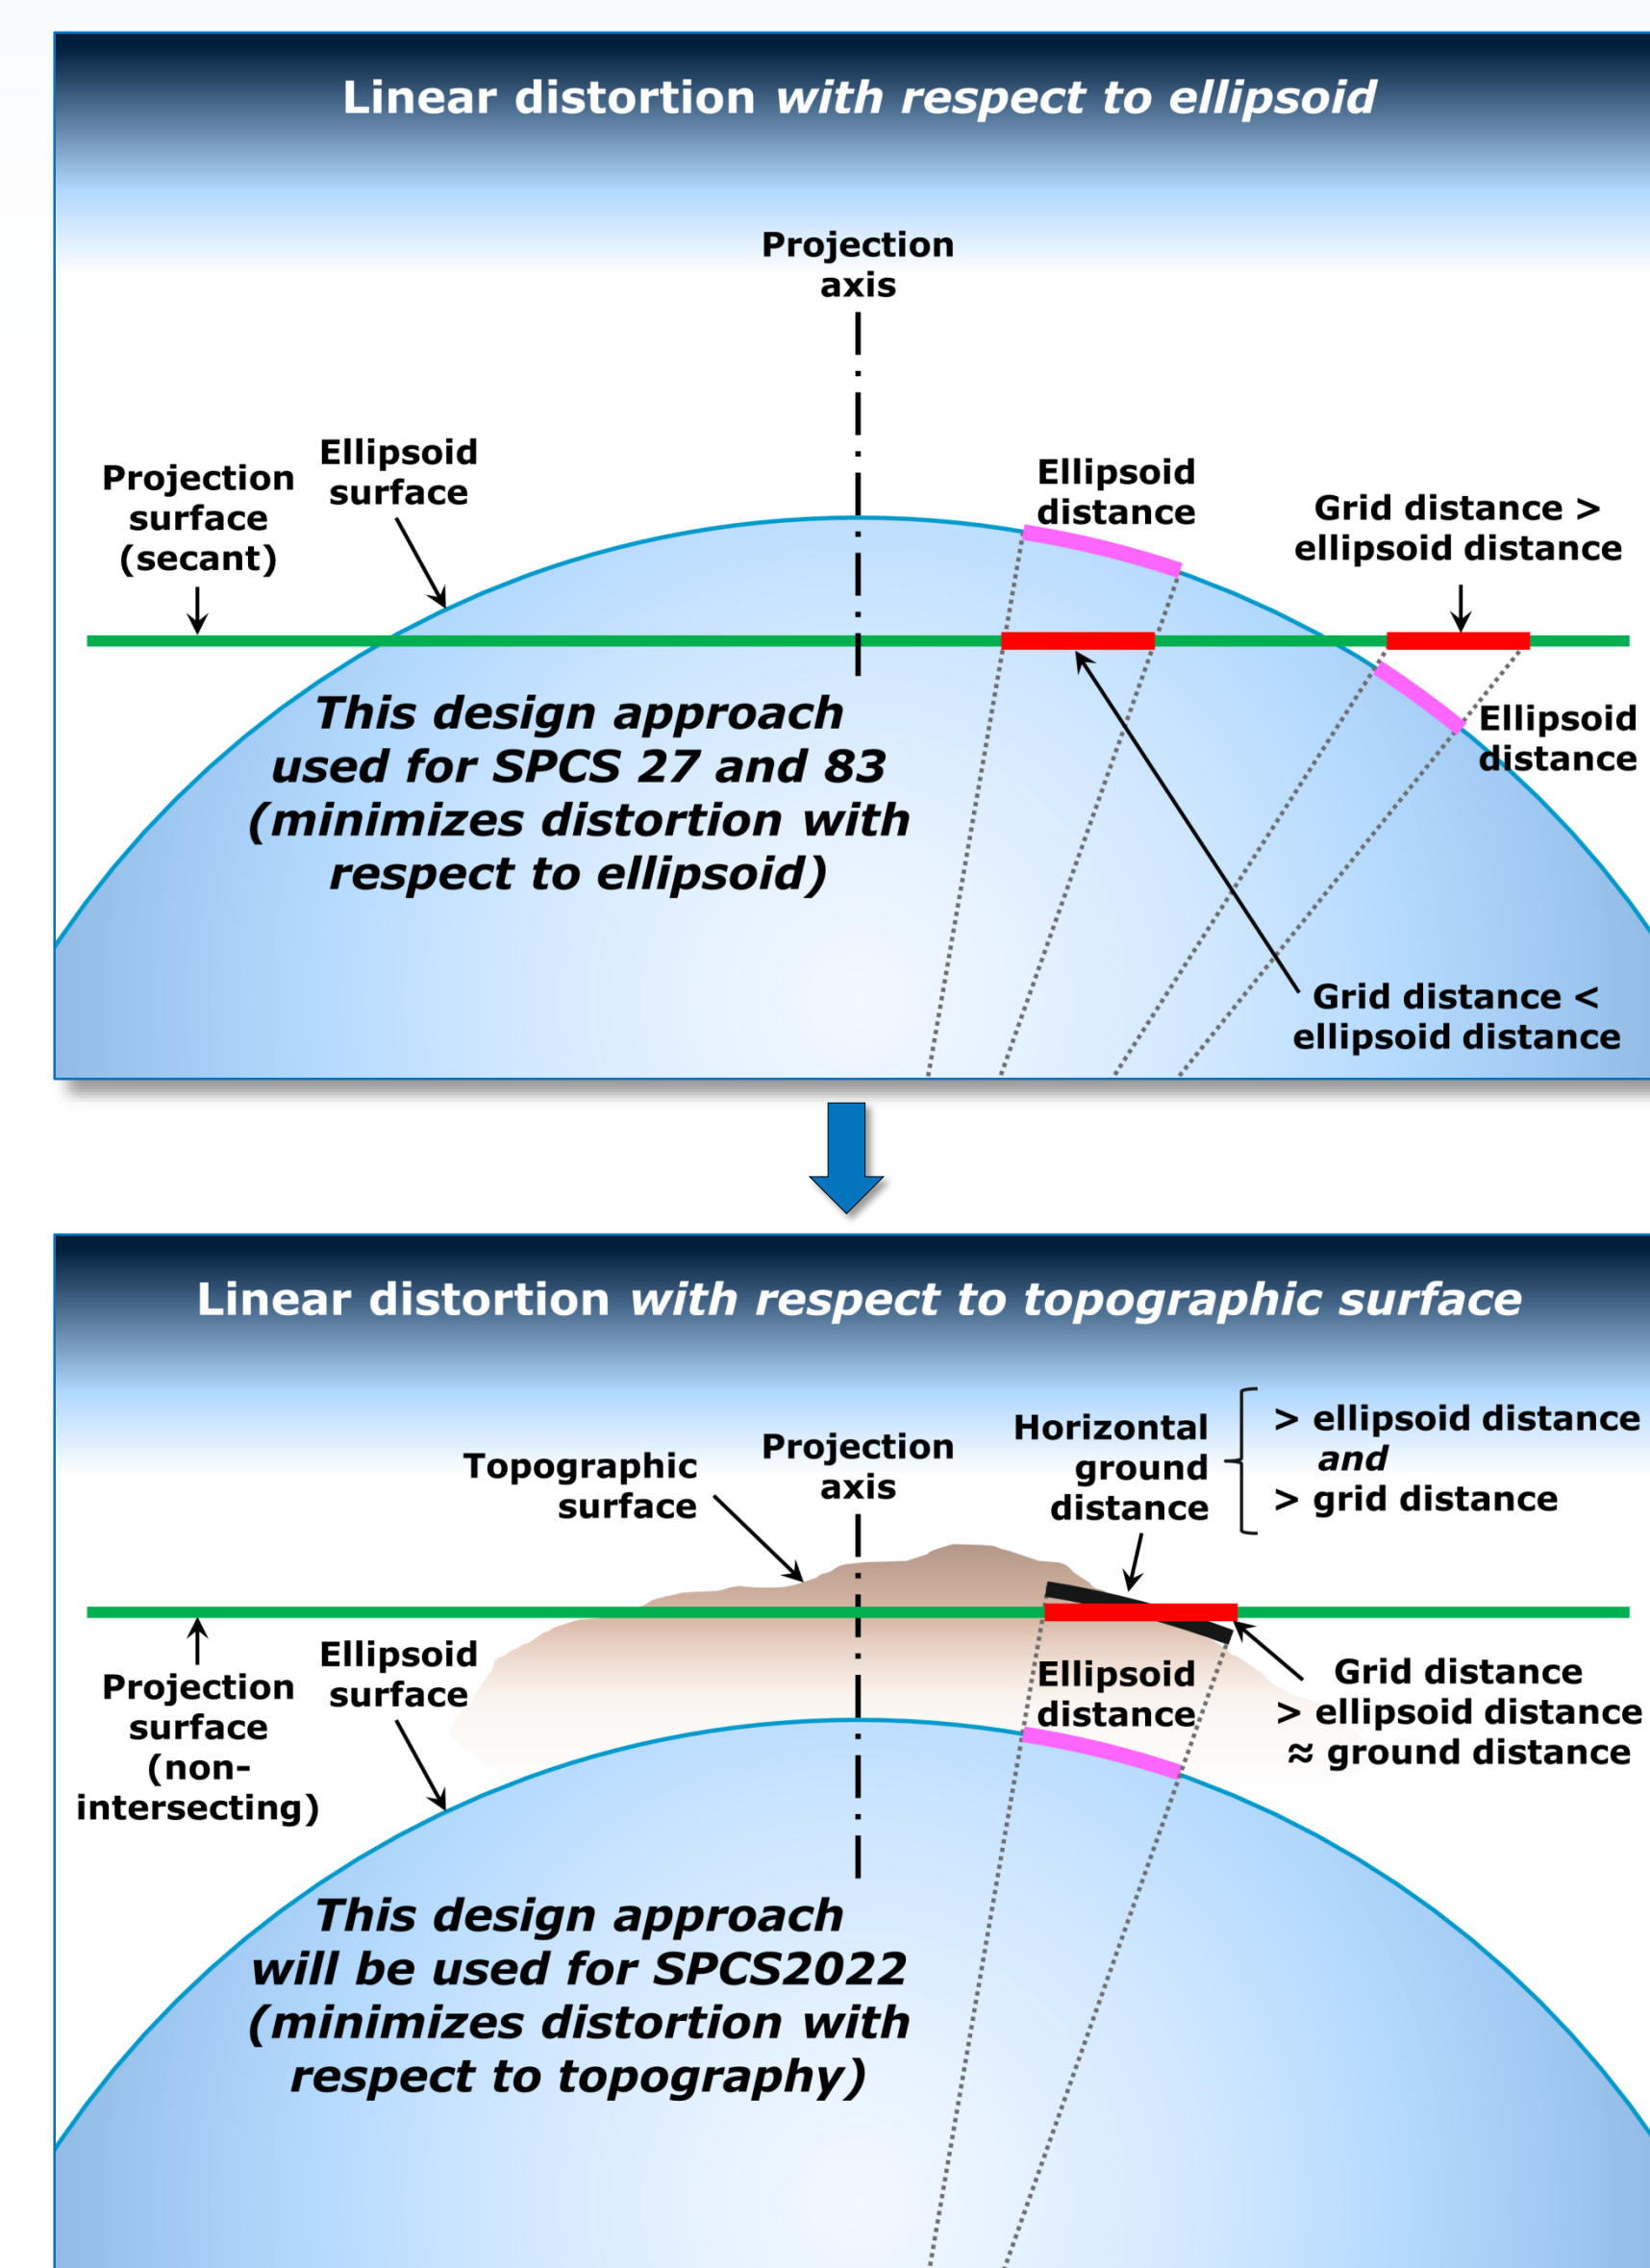 Linear distortion with respect to ellipsoid
Projection
axis
Ellipsoid
surface
Projection
surface
(secant)
Ellipsoid
distance
Grid distance >
ellipsoid distance
Ellipsoid
distance
This design approach
used for SPCS 27 and 83
(minimizes distortion with
respect to ellipsoid)
Grid distance <
ellipsoid distance
Linear distortion with respect to topographic surface
Topographic
surface
Projection
axis
Horizontal
ground
distance
> ellipsoid distance
and
> grid distance
Projection
surface
(non-
intersecting)
Ellipsoid
surface
Ellipsoid
distance
Grid distance
> ellipsoid distance
≈ ground distance
This design approach
will be used for SPCS2022
(minimizes distortion with
respect to topography)